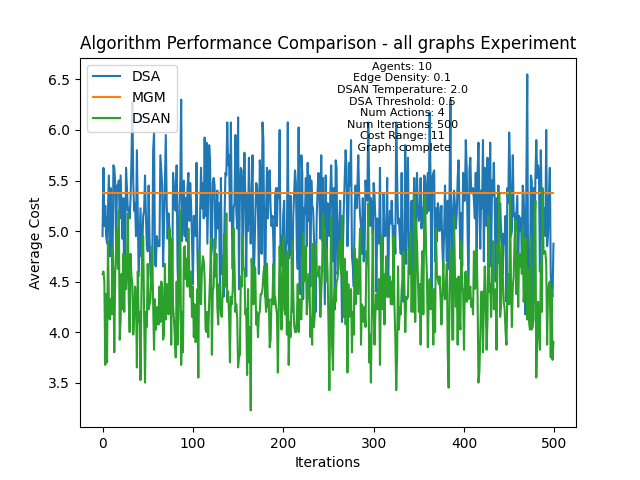 Algorithm Performance Comparison - all graphs Experiment
DSA
MGM
DSAN
Agents: 10
Edge Density: 0.1
DSAN Temperature: 2.0
DSA Threshold: 0.5
Num Actions: 4
Num Iterations: 500
Cost Range: 11
Graph: complete
6.5
6.0
5.5
5.0
4.5
4.0
3.5
Average Cost
0 100 200 300 400 500
Iterations